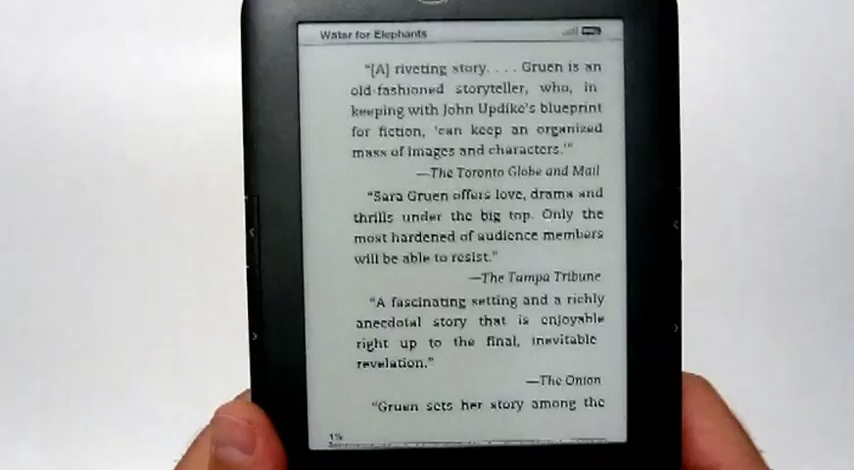 Water for Elephants
“[A] riveting story. . . . Gruen is an
old-fashioned storyteller, who, in
keeping with John Updike’s blueprint
for fiction, ‘can keep an organized
mass of images and characters.’”
—The Toronto Globe and Mail
“Sara Gruen offers love, drama and
thrills under the big top. Only the
most hardened of audience members
will be able to resist.”
—The Tampa Tribune
“A fascinating setting and a richly
anecdotal story that is enjoyable
right up to the final, inevitable
revelation.”
—The Onion
“Gruen sets her story among the
1%